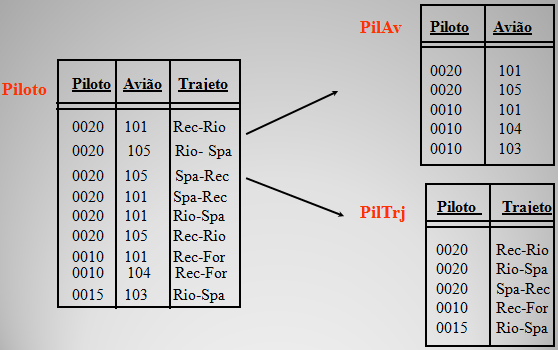 Piloto
Piloto Avião Trajeto
0020 101 Rec-Rio
0020 105 Rio- Spa
0020 105 Spa-Rec
0020 101 Spa-Rec
0020 101 Rio-Spa
0020 105 Rec-Rio
0010 101 Rec-For
0010 104 Rec-For
0015 103 Rio-Spa
PilAv
Piloto Avião
0020 101
0020 105
0010 101
0010 104
0010 103
PilTrj
Piloto Trajeto
0020 Rec-Rio
0020 Rio-Spa
0020 Spa-Rec
0010 Rec-For
0015 Rio-Spa